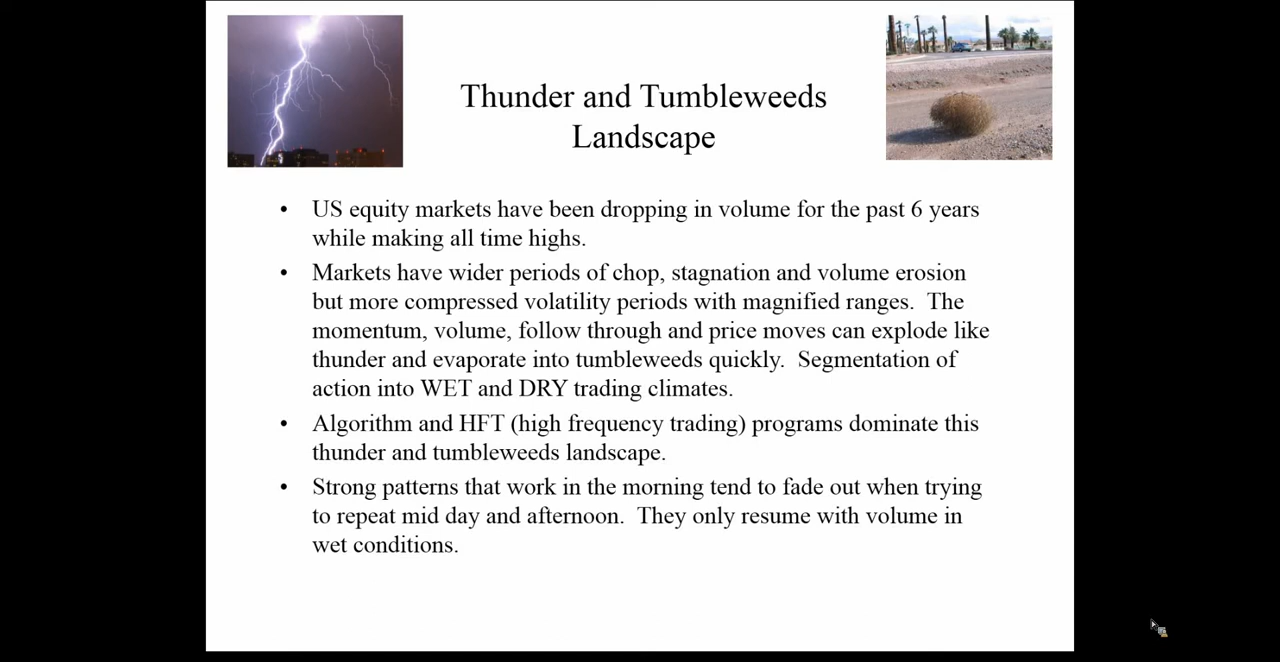 Thunder and Tumbleweeds
Landscape
• US equity markets have been dropping in volume for the past 6 years
while making all time highs.
• Markets have wider periods of chop, stagnation and volume erosion
but more compressed volatility periods with magnified ranges.  The
momentum, volume, follow through and price moves can explode like
thunder and evaporate into tumbleweeds quickly.  Segmentation of
action into WET and DRY trading climates.
• Algorithm and HFT (high frequency trading) programs dominate this
thunder and tumbleweeds landscape.
• Strong patterns that work in the morning tend to fade out when trying
to repeat mid day and afternoon.  They only resume with volume in
wet conditions.